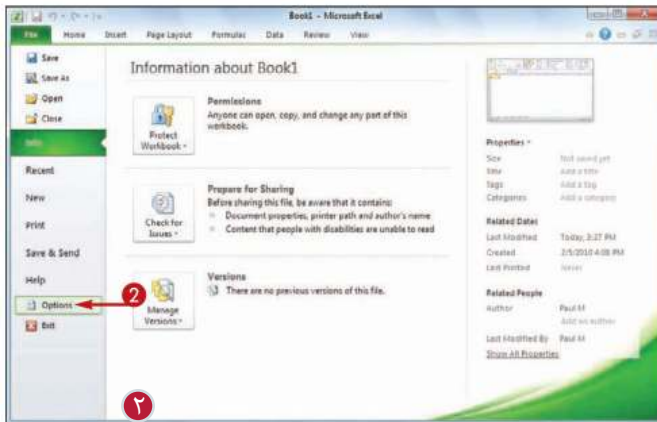 Book1 - Microsoft Excel
File Home Insert Page Layout Formulas Data Review View
Save
Save As
Open
Close
Info
Recent
New
Print
Save & Send
Help
Options
Exit
2
Information about Book1
Protect Workbook
Permissions
Anyone can open, copy, and change any part of this
workbook.
Check for Issues
Prepare for Sharing
Before sharing this file, be aware that it contains:
Document properties, printer path and author's name
Content that people with disabilities are unable to read
Manage Versions
Versions
There are no previous versions of this file.
Properties
Size Not saved yet
Title Add a title
Tags Add a tag
Categories Add a category
Related Dates
Last Modified Today, 3:27 PM
Created 2/5/2010 4:08 PM
Last Printed Never
Related People
Author Paul M
Add an author
Last Modified By Paul M
Show All Properties
٢